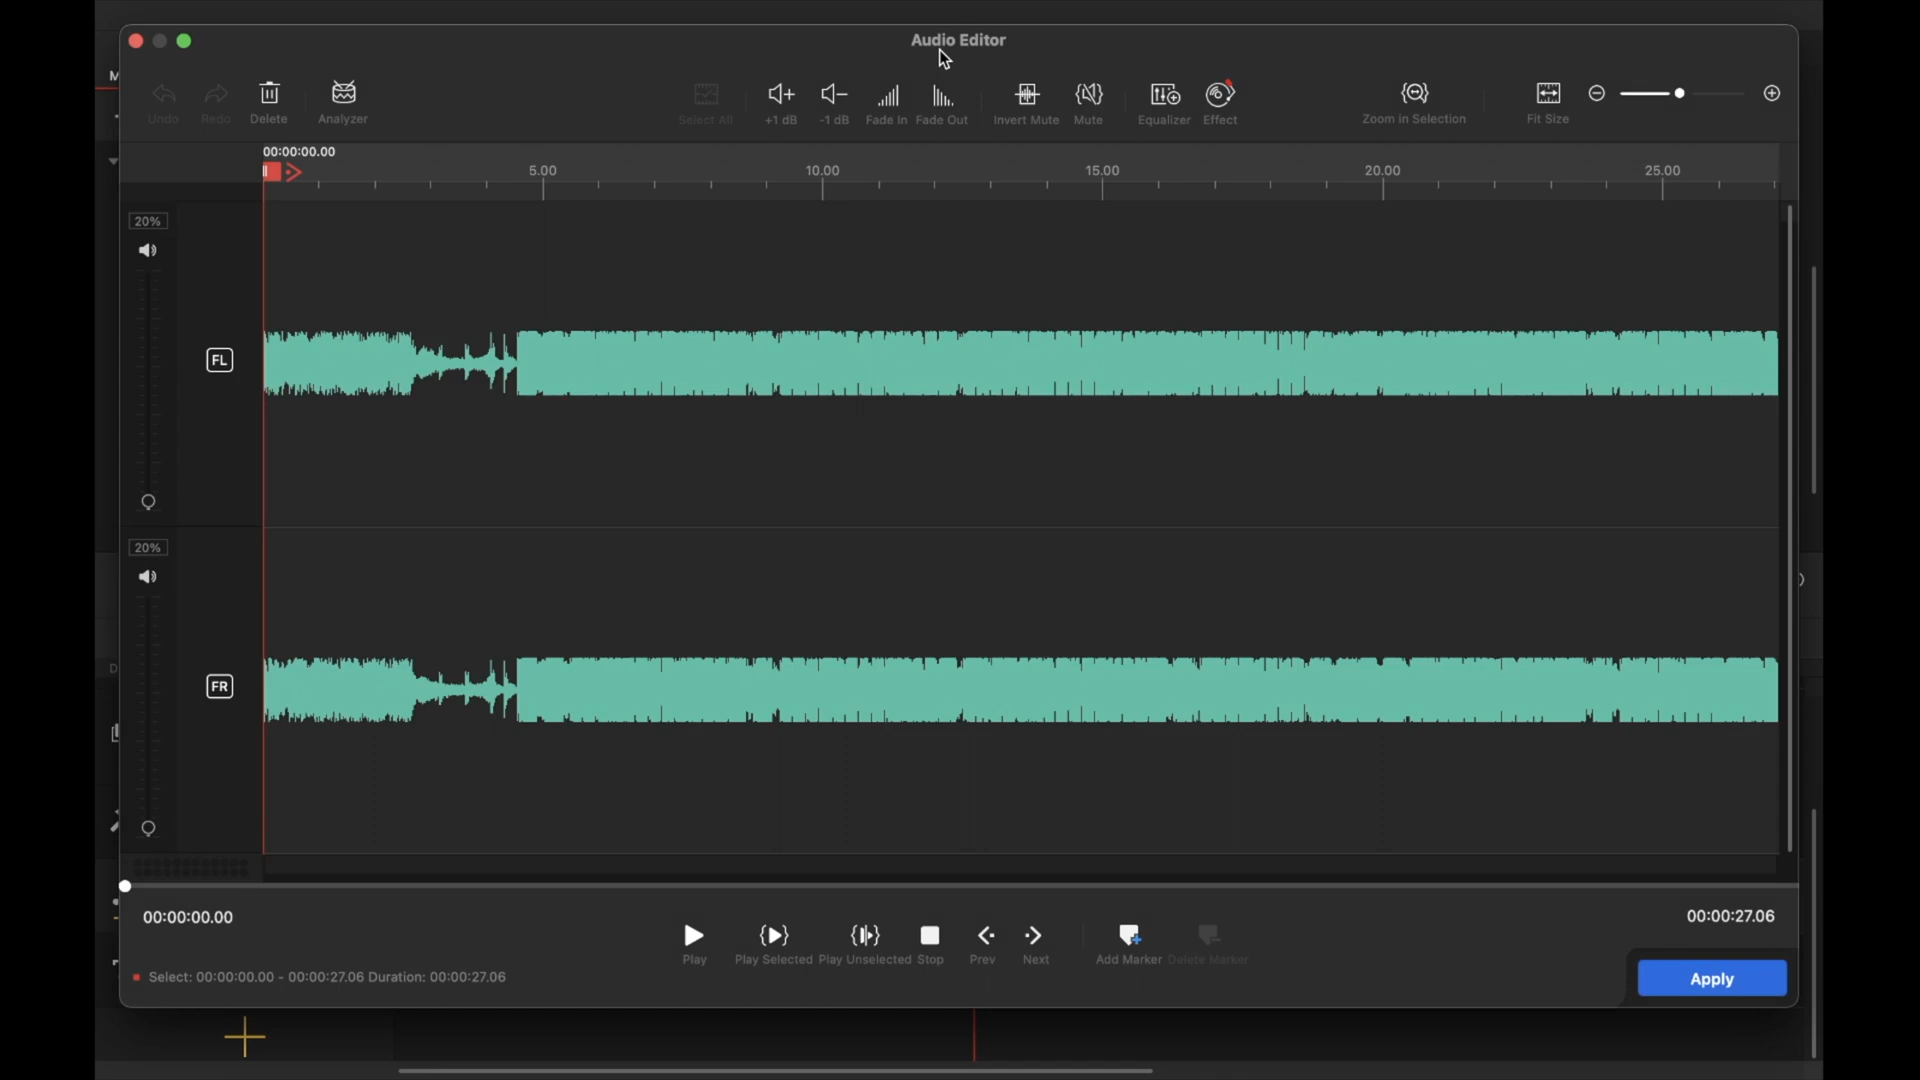 Audio Editor
M
Undo Redo Delete Analyzer Select All +1 dB -1 dB Fade In Fade Out Invert Mute Mute Equalizer Effect Zoom in Selection Fit Size
00:00:00.00
5.00 10.00 15.00 20.00 25.00
20%
FL
20%
D
FR
00:00:00.00
00:00:27.06
Play Play Selected Play Unselected Stop Prev Next Add Marker Delete Marker
Select: 00:00:00.00 - 00:00:27.06 Duration: 00:00:27.06
Apply